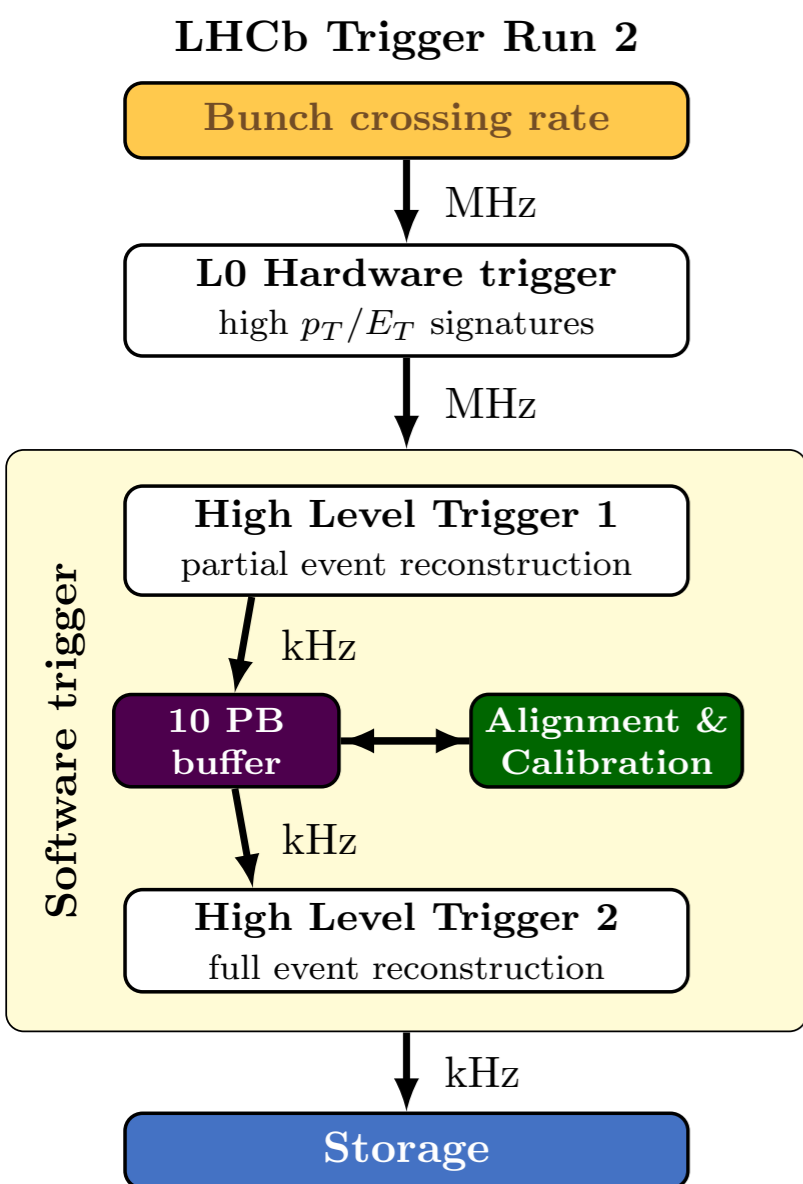 LHCb Trigger Run 2
Bunch crossing rate
MHz
L0 Hardware trigger
high p_T/E_T signatures
MHz
Software trigger
High Level Trigger 1
partial event reconstruction
kHz
10 PB
buffer
Alignment &
Calibration
kHz
High Level Trigger 2
full event reconstruction
kHz
Storage